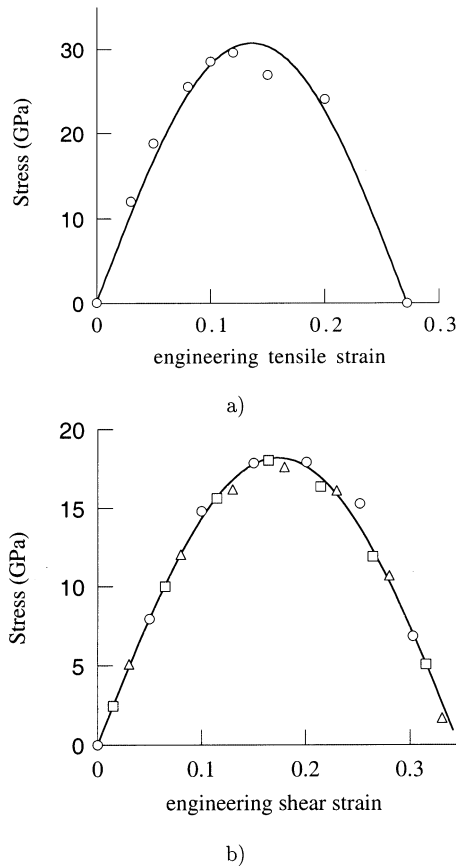 30
20
10
0
Stress (GPa)
0 0.1 0.2 0.3
engineering tensile strain
a)
20
15
10
5
0
Stress (GPa)
0 0.1 0.2 0.3
engineering shear strain
b)